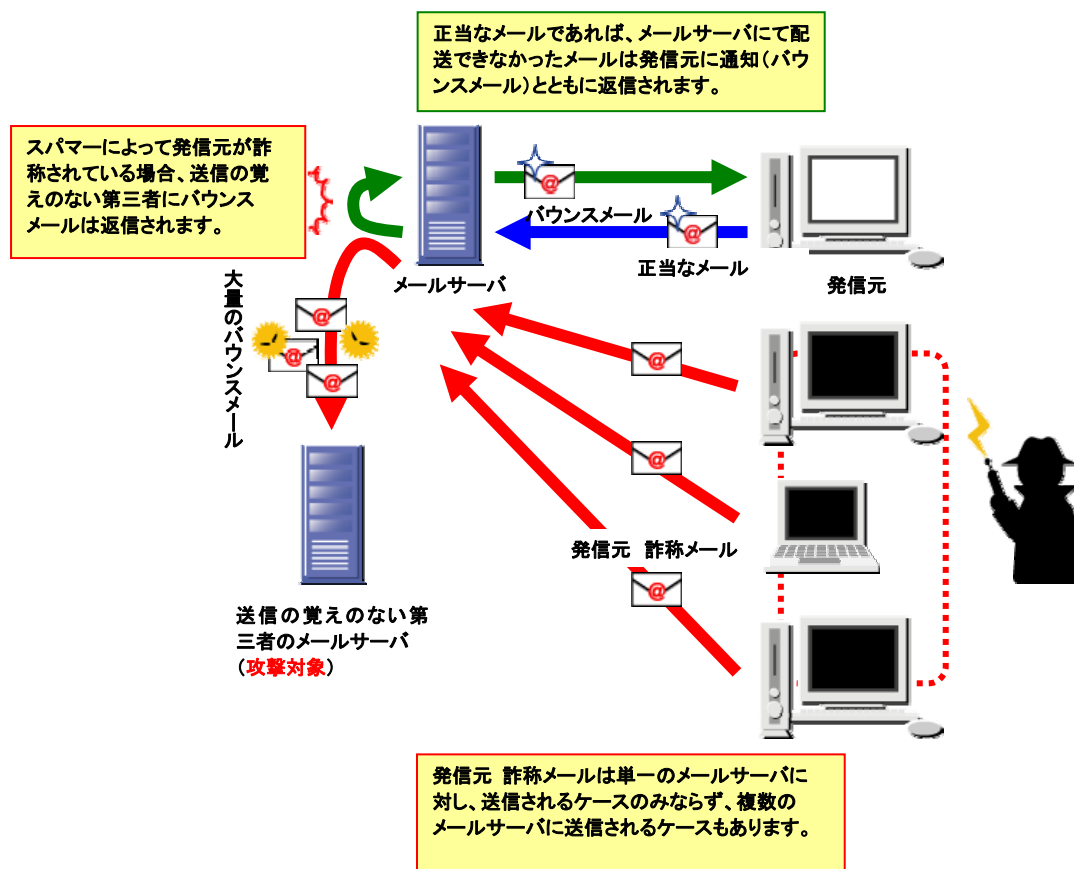 正当なメールであれば、メールサーバにて配
送できなかったメールは発信元に通知（バウ
ンスメール）とともに返信されます。
スパマーによって発信元が詐
称されている場合、送信の覚
えのない第三者にバウンス
メールは返信されます。
バウンスメール
正当なメール
メールサーバ
発信元
大量のバウンスメール
発信元 詐称メール
送信の覚えのない第
三者のメールサーバ
（攻撃対象）
発信元 詐称メールは単一のメールサーバに
対し、送信されるケースのみならず、複数の
メールサーバに送信されるケースもあります。